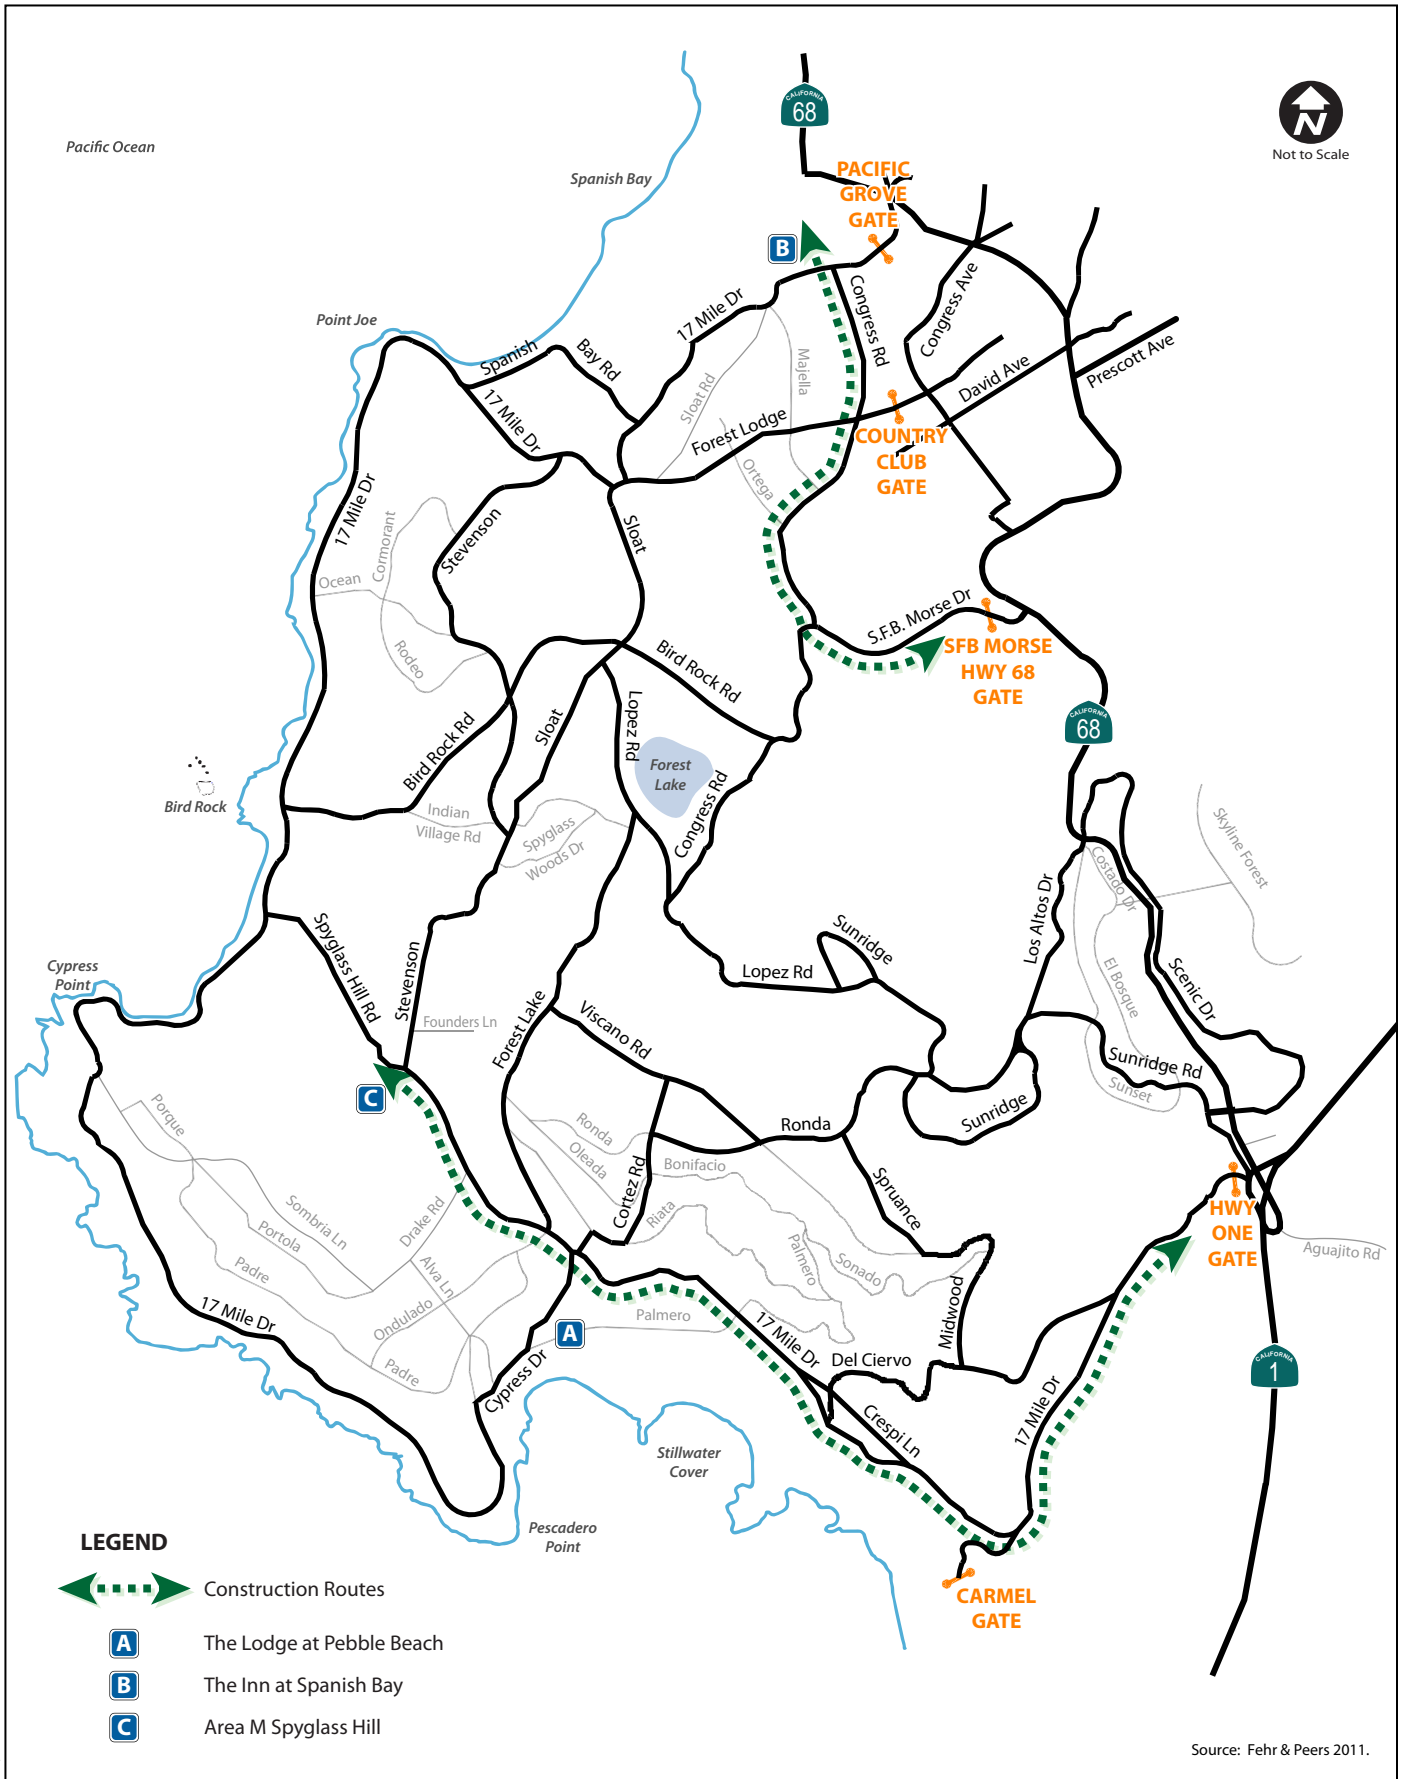 CALIFORNIA
68
N
Not to Scale
Pacific Ocean
Spanish Bay
PACIFIC
GROVE
GATE
B
Point Joe
17 Mile Dr
Congress Rd
Congress Ave
Spanish
Bay Rd
Majella
Sloat Rd
David Ave
Prescott Ave
17 Mile Dr
Forest Lodge
COUNTRY
CLUB
GATE
Ortega
17 Mile Dr
Cormorant
Stevenson
Sloat
Ocean
S.F.B. Morse Dr
SFB MORSE
HWY 68
GATE
Rodeo
Bird Rock Rd
Lopez Rd
Sloat
CALIFORNIA
68
Bird Rock Rd
Forest
Lake
Bird Rock
Indian
Village Rd
Spyglass
Woods Dr
Congress Rd
Skyline Forest
Costado Dr
Los Altos Dr
Spyglass Hill Rd
Stevenson
Sunridge
Lopez Rd
Cypress
Point
El Bosque
Scenic Dr
Founders Ln
Forest Lake
Viscano Rd
Sunridge Rd
Sunset
C
Porque
Ronda
Oleada
Ronda
Sunridge
Bonifacio
Cortez Rd
Spruance
HWY
ONE
GATE
Sombria Ln
Portola
Drake Rd
Riata
Palmero
Sonado
Aguajito Rd
Padre
Alva Ln
Ondulado
17 Mile Dr
Palmero
A
17 Mile Dr
Midwood
Del Ciervo
Padre
Cypress Dr
CALIFORNIA
1
17 Mile Dr
Crespi Ln
Stillwater
Cover
Pescadero
Point
CARMEL
GATE
LEGEND
Construction Routes
A The Lodge at Pebble Beach
B The Inn at Spanish Bay
C Area M Spyglass Hill
Source: Fehr & Peers 2011.